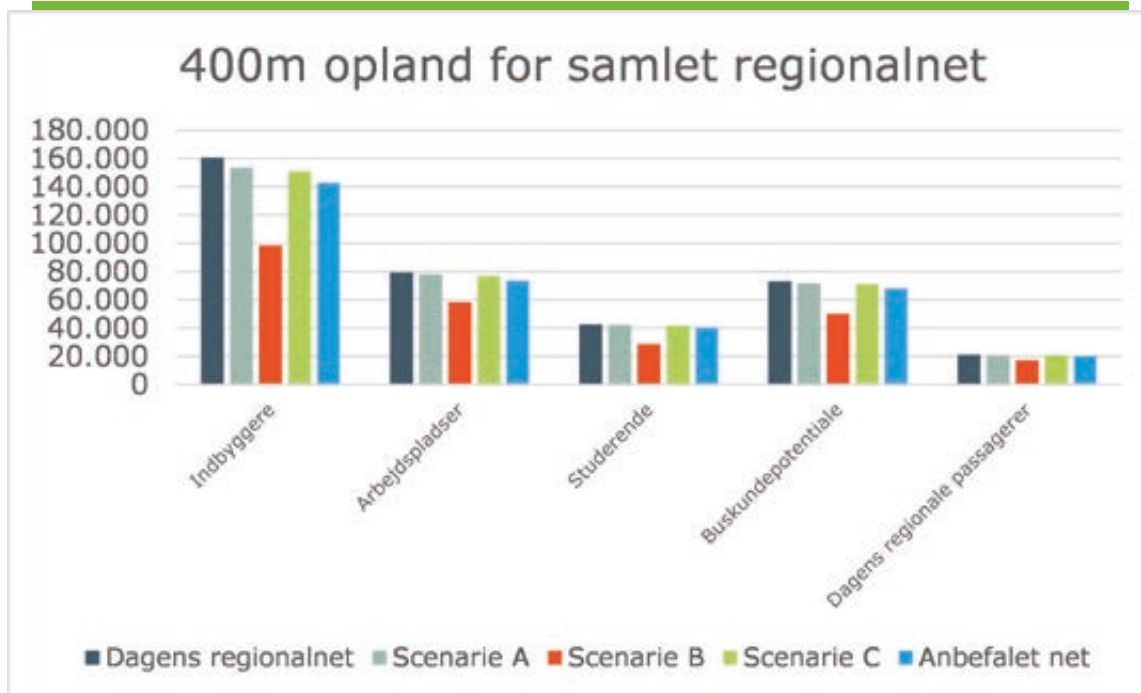 400m opland for samlet regionalnet
180.000
160.000
140.000
120.000
100.000
80.000
60.000
40.000
20.000
0
Indbyggere
Arbejdspladser
Studerende
Buskundepotentiale
Dagens regionale passagerer
Dagens regionalnet Scenarie A Scenarie B Scenarie C Anbefalet net